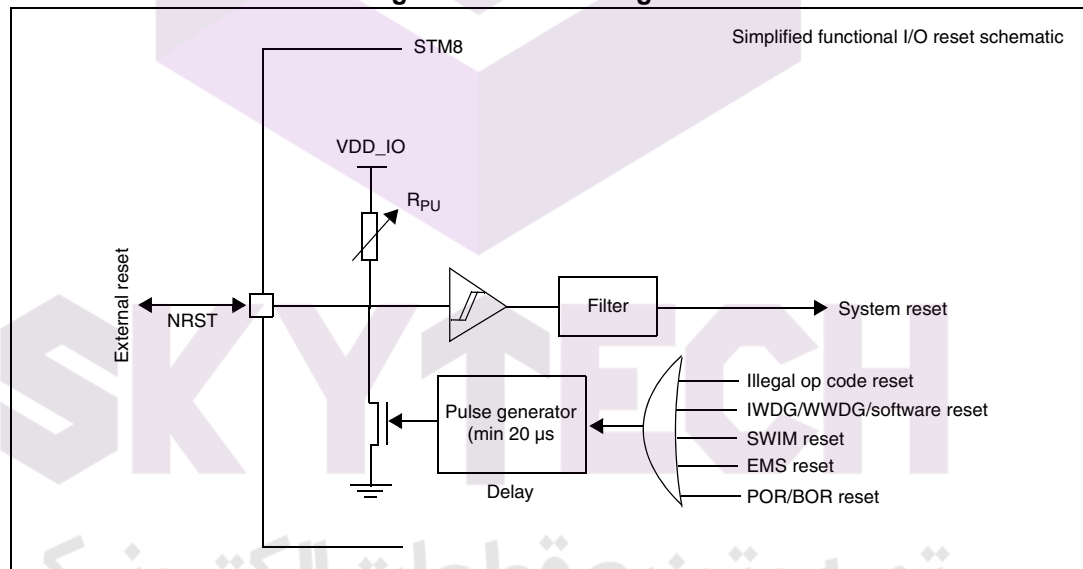 STM8
Simplified functional I/O reset schematic
VDD_IO
RPU
External reset
NRST
Filter
System reset
Pulse generator
(min 20 µs
Delay
Illegal op code reset
IWDG/WWDG/software reset
SWIM reset
EMS reset
POR/BOR reset
SKYTECH